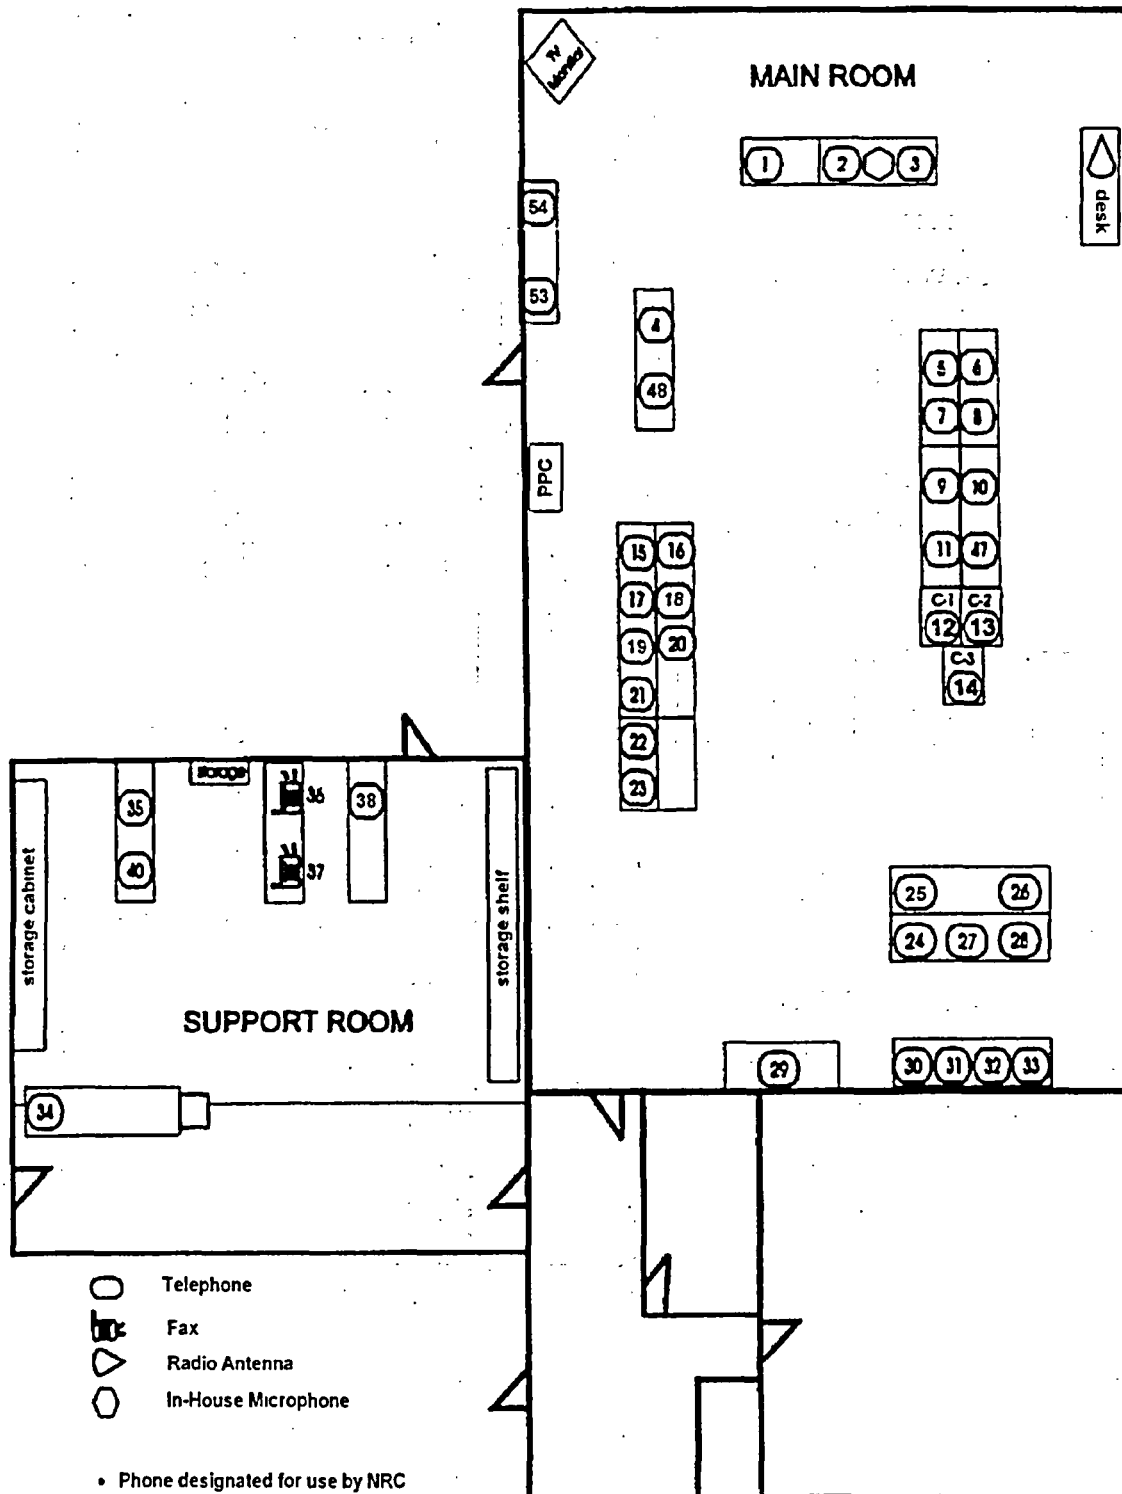 TV
Monitor
MAIN ROOM
1 2 3
desk
54
53
4
48
5 6
7 8
9 10
11 47
C-1 C-2
12 13
C-3
14
PPC
15 16
17 18
19 20
21
22
23
storage
35
40
36
37
38
storage cabinet
storage shelf
25 26
24 27 28
SUPPORT ROOM
29
30 31 32 33
34
Telephone
Fax
Radio Antenna
In-House Microphone
• Phone designated for use by NRC